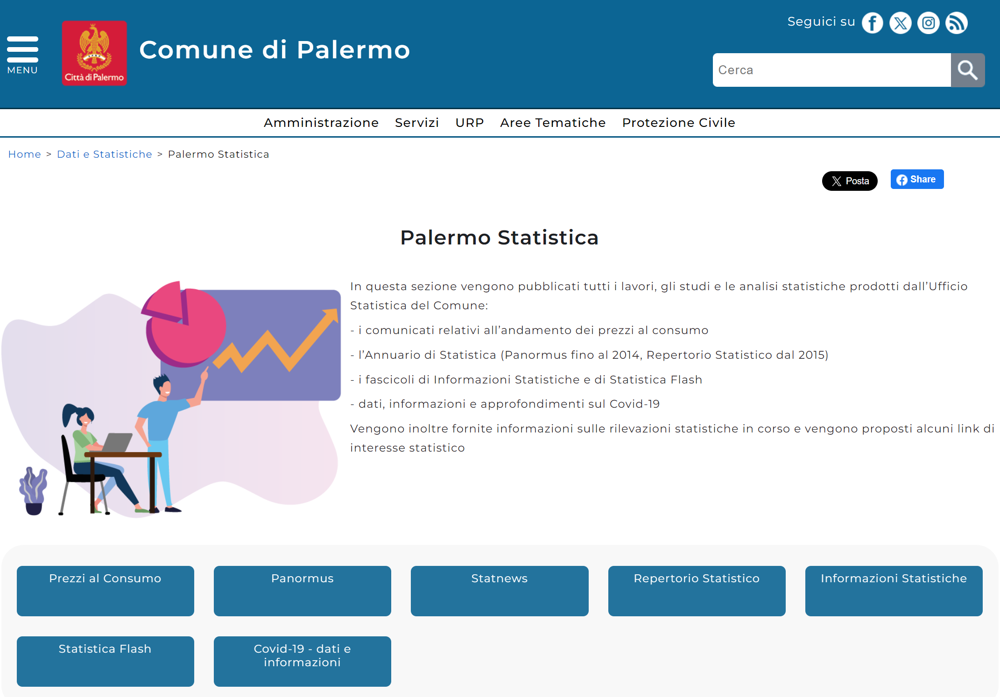 Seguici su
MENU
Città di Palermo
Comune di Palermo
Cerca
Amministrazione Servizi URP Aree Tematiche Protezione Civile
Home > Dati e Statistiche > Palermo Statistica
Posta
Share
Palermo Statistica
In questa sezione vengono pubblicati tutti i lavori, gli studi e le analisi statistiche prodotti dall’Ufficio
Statistica del Comune:
- i comunicati relativi all’andamento dei prezzi al consumo
- l’Annuario di Statistica (Panormus fino al 2014, Repertorio Statistico dal 2015)
- i fascicoli di Informazioni Statistiche e di Statistica Flash
- dati, informazioni e approfondimenti sul Covid-19
Vengono inoltre fornite informazioni sulle rilevazioni statistiche in corso e vengono proposti alcuni link di
interesse statistico
Prezzi al Consumo
Panormus
Statnews
Repertorio Statistico
Informazioni Statistiche
Statistica Flash
Covid-19 - dati e
informazioni